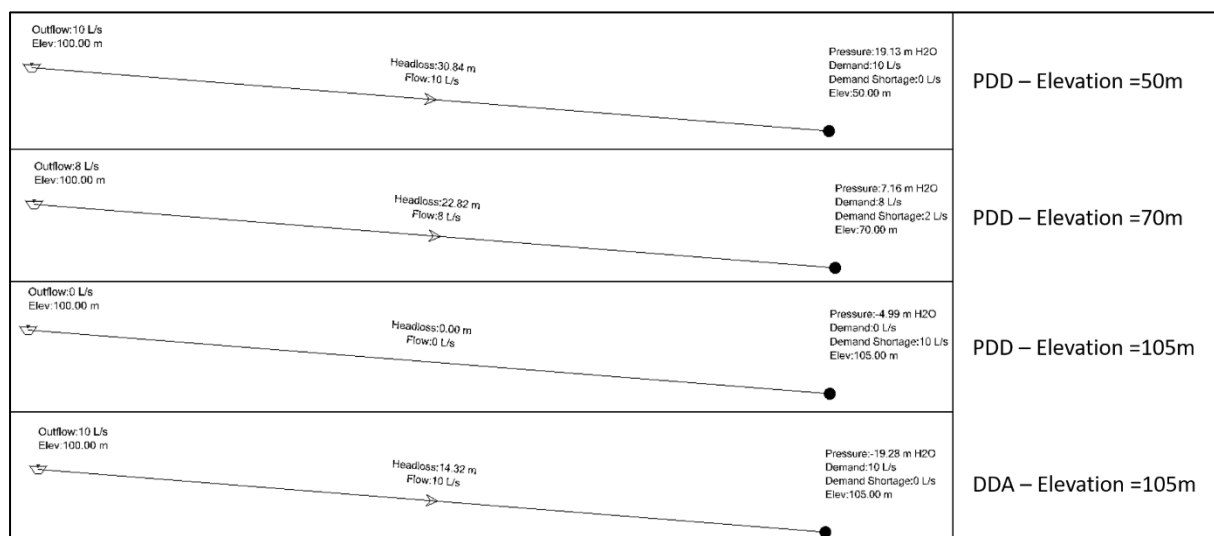 Outflow:10 L/s
Elev:100.00 m
Headloss:30.84 m
Flow:10 L/s
Pressure:19.13 m H2O
Demand:10 L/s
Demand Shortage:0 L/s
Elev:50.00 m
PDD – Elevation =50m
Outflow:8 L/s
Elev:100.00 m
Headloss:22.82 m
Flow:8 L/s
Pressure:7.16 m H2O
Demand:8 L/s
Demand Shortage:2 L/s
Elev:70.00 m
PDD – Elevation =70m
Outflow:0 L/s
Elev:100.00 m
Headloss:0.00 m
Flow:0 L/s
Pressure:-4.99 m H2O
Demand:0 L/s
Demand Shortage:10 L/s
Elev:105.00 m
PDD – Elevation =105m
Outflow:10 L/s
Elev:100.00 m
Headloss:14.32 m
Flow:10 L/s
Pressure:-19.28 m H2O
Demand:10 L/s
Demand Shortage:0 L/s
Elev:105.00 m
DDA – Elevation =105m